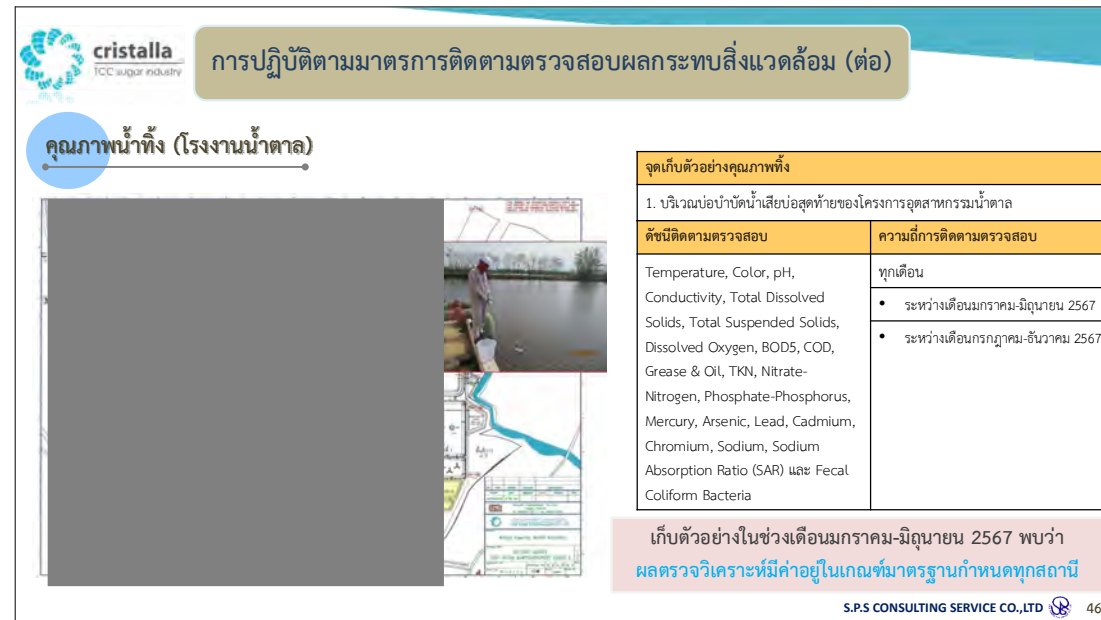 cristalla
TCC sugar industry
การปฏิบัติตามมาตรการติดตามตรวจสอบผลกระทบสิ่งแวดล้อม (ต่อ)
คุณภาพน้ำทิ้ง (โรงงานน้ำตาล)
จุดเก็บตัวอย่างคุณภาพทิ้ง
1. บริเวณบ่อบำบัดน้ำเสียบ่อสุดท้ายของโครงการอุตสาหกรรมน้ำตาล
ดัชนีติดตามตรวจสอบ
ความถี่การติดตามตรวจสอบ
Temperature, Color, pH,
Conductivity, Total Dissolved
Solids, Total Suspended Solids,
Dissolved Oxygen, BOD5, COD,
Grease & Oil, TKN, Nitrate-
Nitrogen, Phosphate-Phosphorus,
Mercury, Arsenic, Lead, Cadmium,
Chromium, Sodium, Sodium
Absorption Ratio (SAR) และ Fecal
Coliform Bacteria
ทุกเดือน
• ระหว่างเดือนมกราคม-มิถุนายน 2567
• ระหว่างเดือนกรกฎาคม-ธันวาคม 2567
เก็บตัวอย่างในช่วงเดือนมกราคม-มิถุนายน 2567 พบว่า
ผลตรวจวิเคราะห์มีค่าอยู่ในเกณฑ์มาตรฐานกำหนดทุกสถานี
S.P.S CONSULTING SERVICE CO.,LTD
46